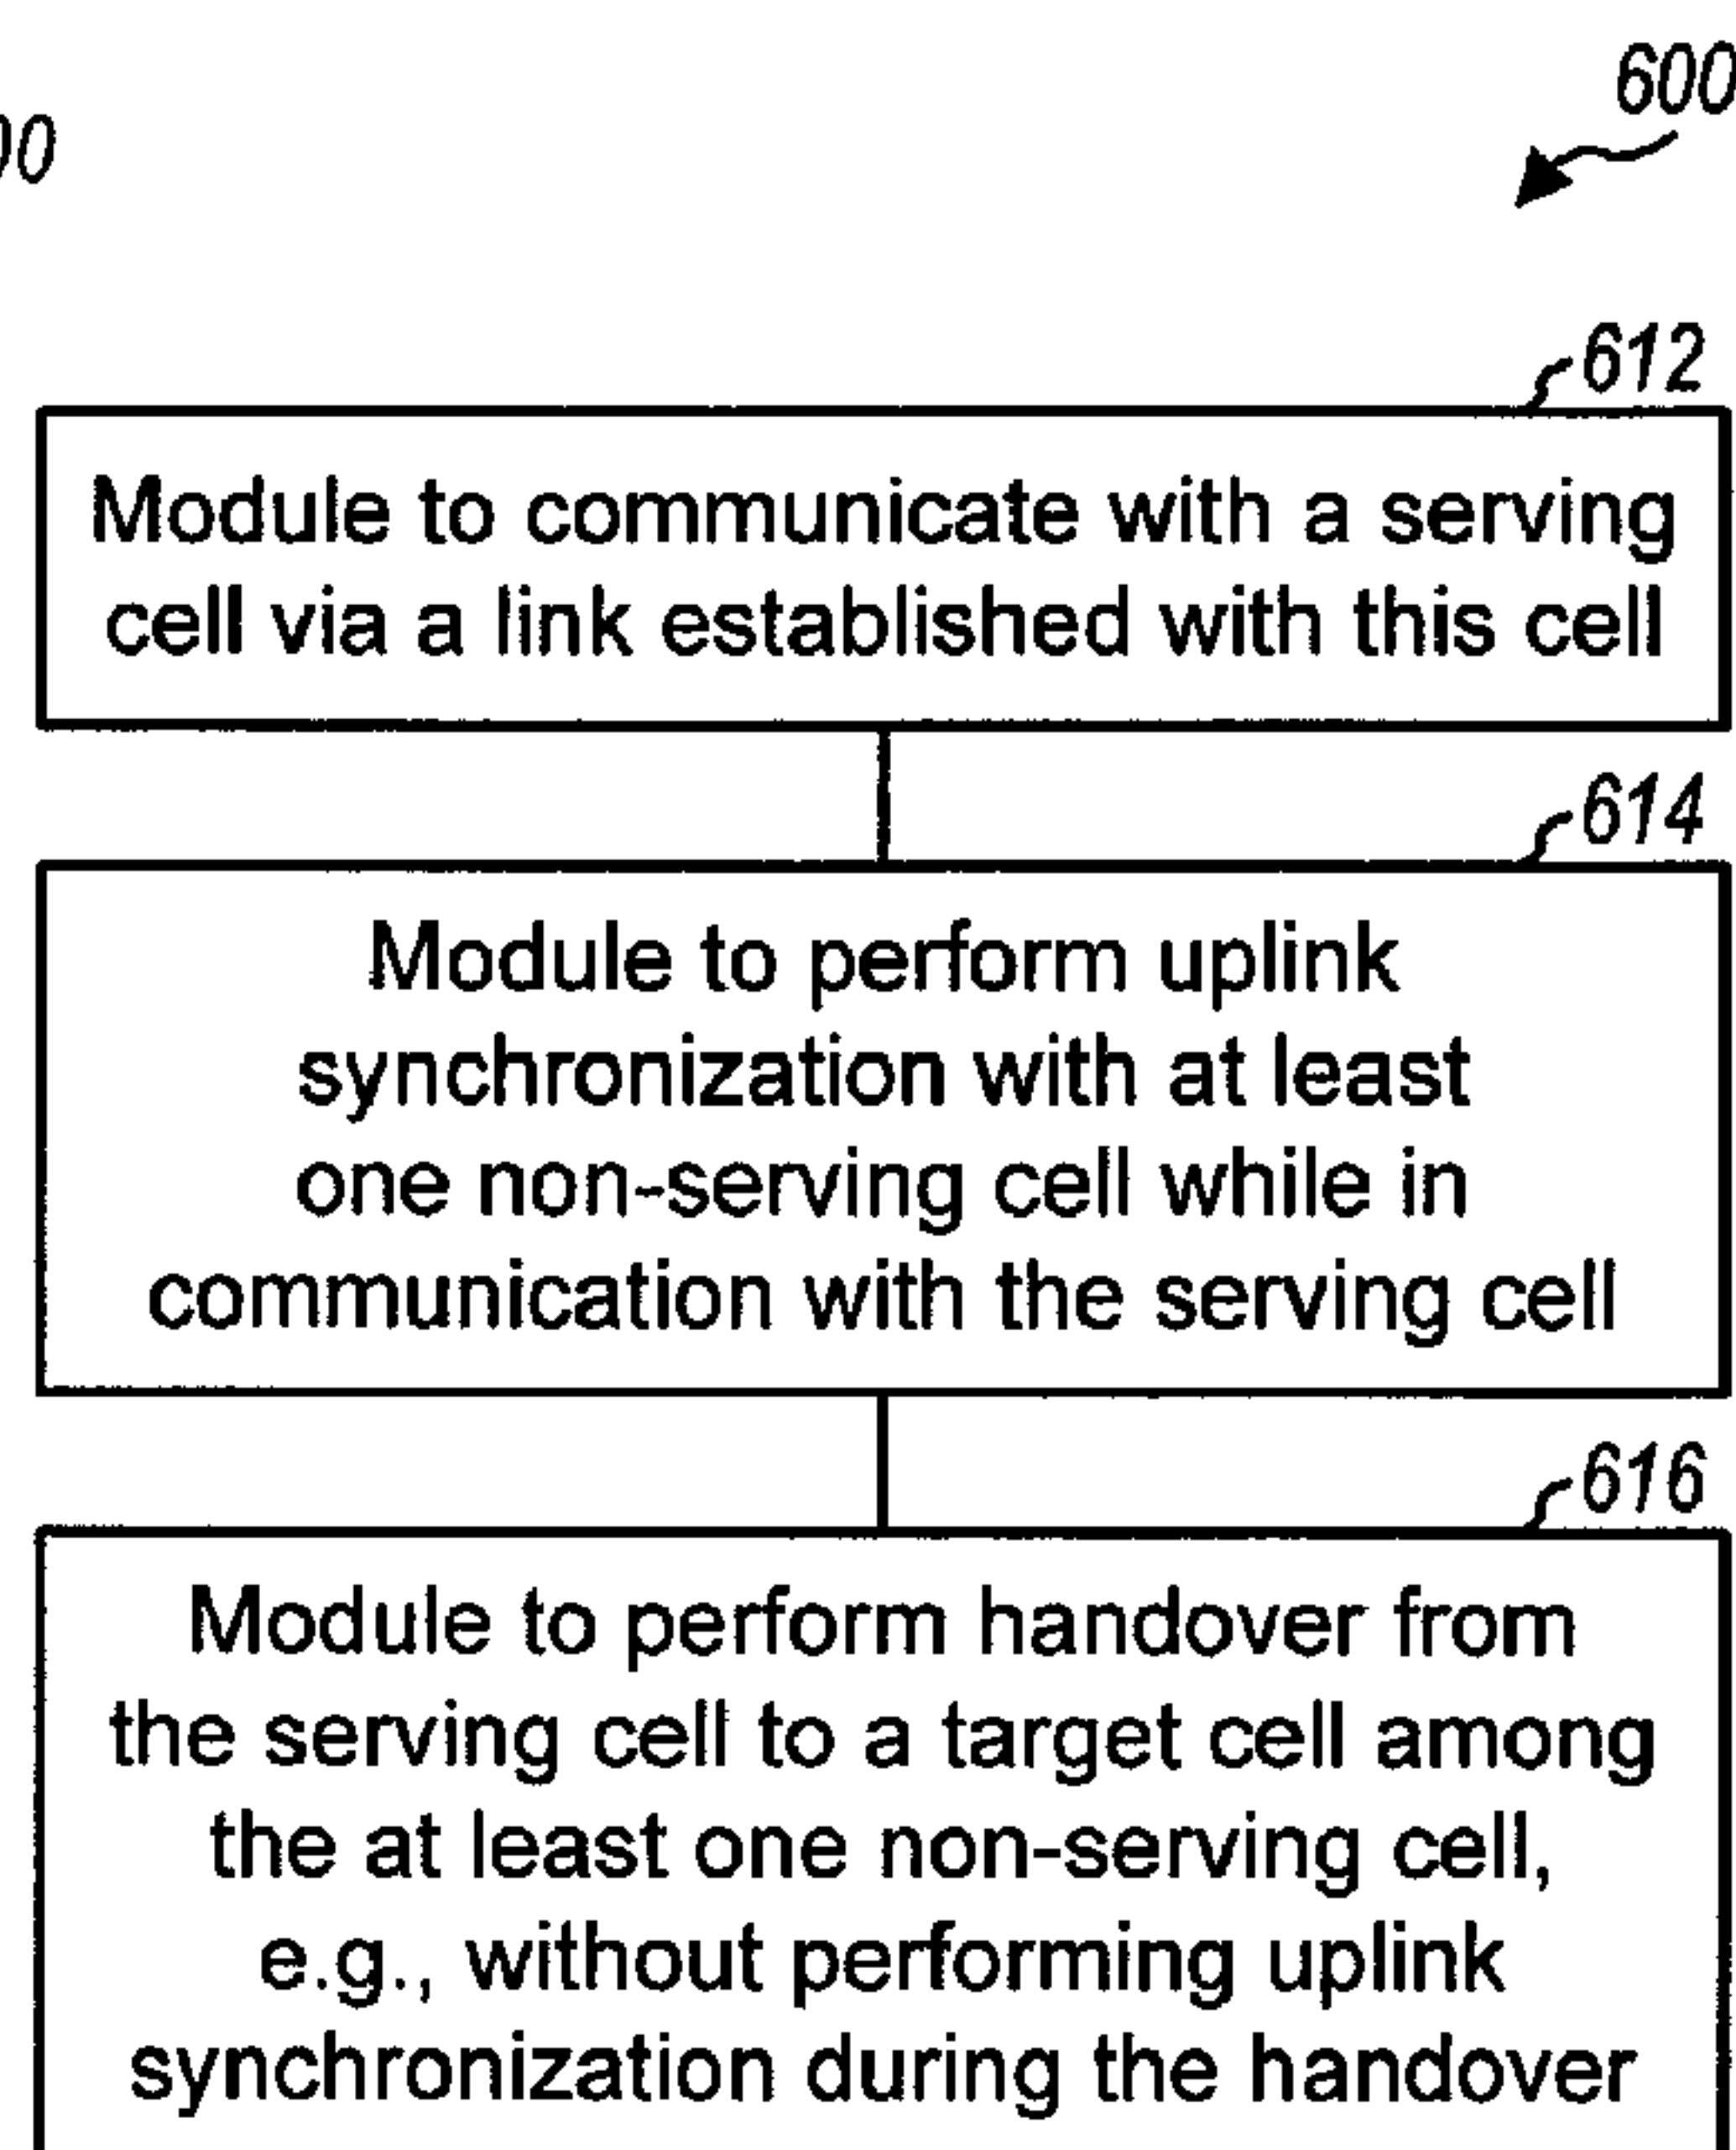 600
612
Module to communicate with a serving
cell via a link established with this cell
614
Module to perform uplink
synchronization with at least
one non-serving cell while in
communication with the serving cell
616
Module to perform handover from
the serving cell to a target cell among
the at least one non-serving cell,
e.g., without performing uplink
synchronization during the handover